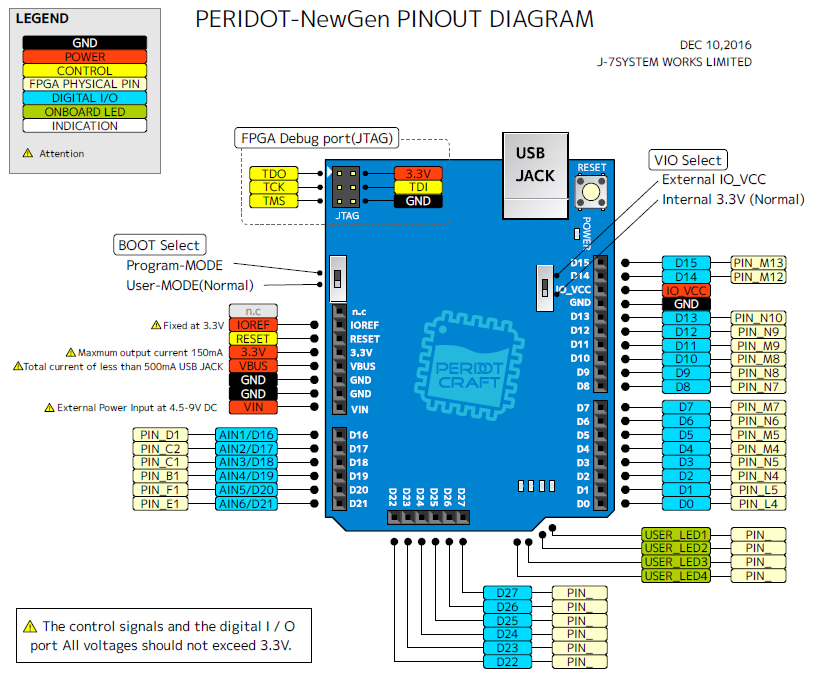 PERIDOT-NewGen PINOUT DIAGRAM
DEC 10,2016
J-7SYSTEM WORKS LIMITED
LEGEND
GND
POWER
CONTROL
FPGA PHYSICAL PIN
DIGITAL I/O
ONBOARD LED
INDICATION
Attention
FPGA Debug port(JTAG)
TDO
TCK
TMS
3.3V
TDI
GND
JTAG
USB
JACK
RESET
POWER
VIO Select
External IO_VCC
Internal 3.3V (Normal)
BOOT Select
Program-MODE
User-MODE(Normal)
n.c
Fixed at 3.3V IOREF
RESET
Maxmum output current 150mA 3.3V
Total current of less than 500mA USB JACK VBUS
GND
GND
External Power Input at 4.5-9V DC VIN
n.c
IOREF
RESET
3,3V
VBUS
GND
GND
VIN
PIN_D1 AIN1/D16 D16
PIN_C2 AIN2/D17 D17
PIN_C1 AIN3/D18 D18
PIN_B1 AIN4/D19 D19
PIN_F1 AIN5/D20 D20
PIN_E1 AIN6/D21 D21
PERIDOT
CRAFT
D15 D15 PIN_M13
D14 D14 PIN_M12
IO_VCC IO_VCC
GND GND
D13 D13 PIN_N10
D12 D12 PIN_N9
D11 D11 PIN_M9
D10 D10 PIN_M8
D9 D9 PIN_N8
D8 D8 PIN_N7
D7 D7 PIN_M7
D6 D6 PIN_N6
D5 D5 PIN_M5
D4 D4 PIN_M4
D3 D3 PIN_N5
D2 D2 PIN_N4
D1 D1 PIN_L5
D0 D0 PIN_L4
D22
D23
D24
D25
D26
D27
USER_LED1 PIN_
USER_LED2 PIN_
USER_LED3 PIN_
USER_LED4 PIN_
D27 PIN_
D26 PIN_
D25 PIN_
D24 PIN_
D23 PIN_
D22 PIN_
The control signals and the digital I / O
port All voltages should not exceed 3.3V.